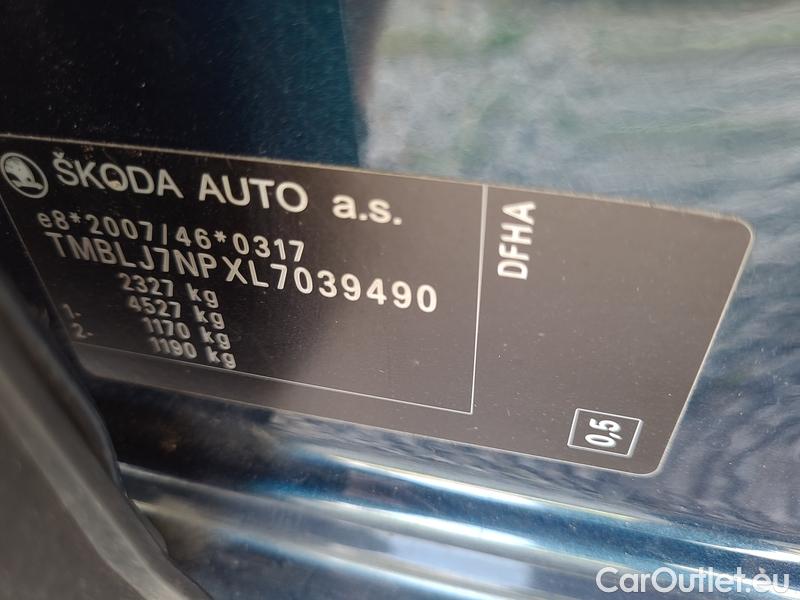 ŠKODA AUTO a.s.
e8*2007/46*0317
TMBLJ7NPXL7039490
2327 kg
4527 kg
1. 1170 kg
2. 1190 kg
DFHA
0,5
CarOutlet.eu